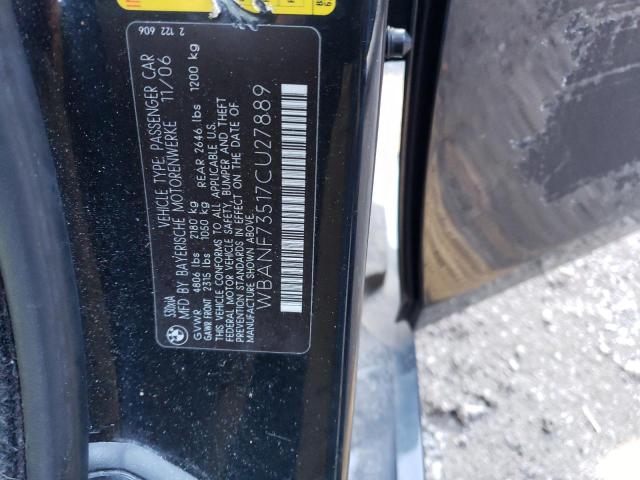 S30WA VEHICLE TYPE: PASSENGER CAR
MFD BY BAYERISCHE MOTORENWERKE 11/06
GVWR 4806 lbs 2180 kg
GAWR FRONT 2315 lbs 1050 kg REAR 2646 lbs 1200 kg
THIS VEHICLE CONFORMS TO ALL APPLICABLE U.S.
FEDERAL MOTOR VEHICLE SAFETY, BUMPER AND THEFT
PREVENTION STANDARDS IN EFFECT ON THE DATE OF
MANUFACTURE SHOWN ABOVE.
WBANF73517CU27889
2 122 606